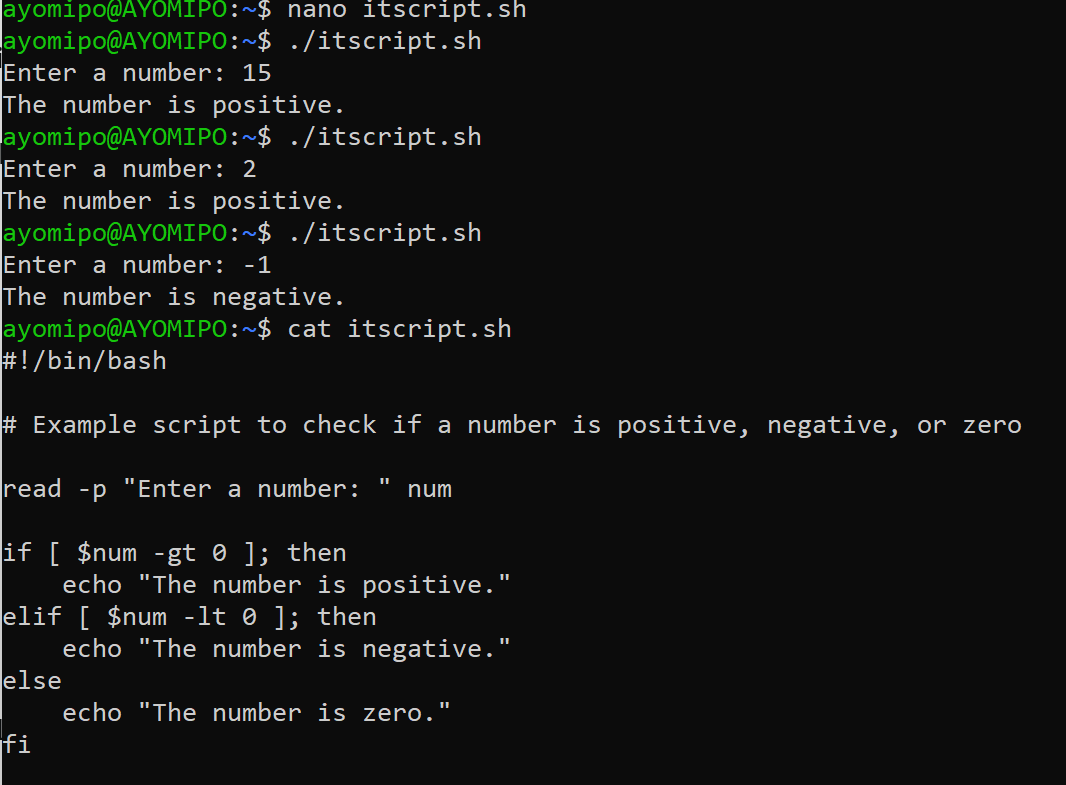 ayomipo@AYOMIPO:~$ nano itscript.sh
ayomipo@AYOMIPO:~$ ./itscript.sh
Enter a number: 15
The number is positive.
ayomipo@AYOMIPO:~$ ./itscript.sh
Enter a number: 2
The number is positive.
ayomipo@AYOMIPO:~$ ./itscript.sh
Enter a number: -1
The number is negative.
ayomipo@AYOMIPO:~$ cat itscript.sh
#!/bin/bash

# Example script to check if a number is positive, negative, or zero

read -p "Enter a number: " num

if [ $num -gt 0 ]; then
    echo "The number is positive."
elif [ $num -lt 0 ]; then
    echo "The number is negative."
else
    echo "The number is zero."
fi